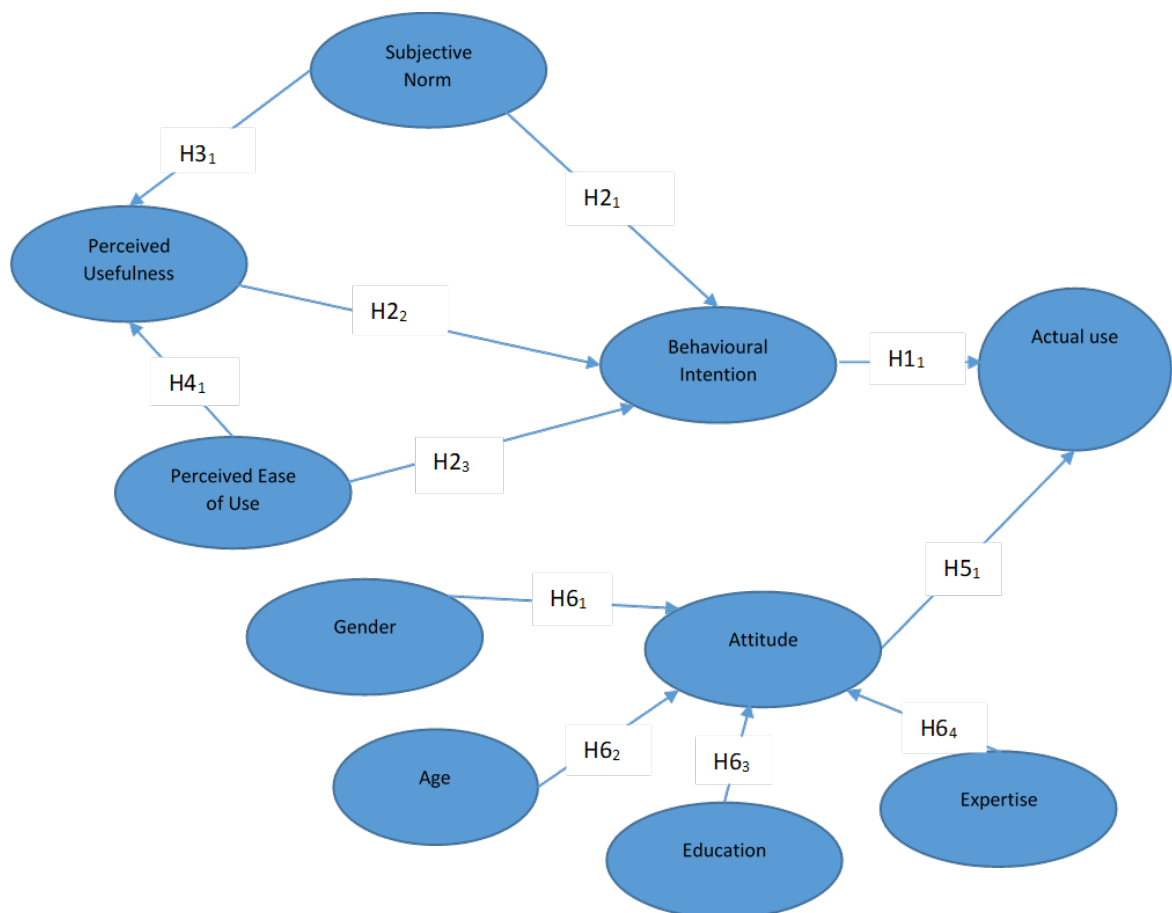 Subjective
Norm
H3₁
H2₁
Perceived
Usefulness
H2₂
Behavioural
Intention
H1₁
Actual use
H4₁
Perceived Ease
of Use
H2₃
H5₁
Gender
H6₁
Attitude
Age
H6₂
H6₃
H6₄
Education
Expertise